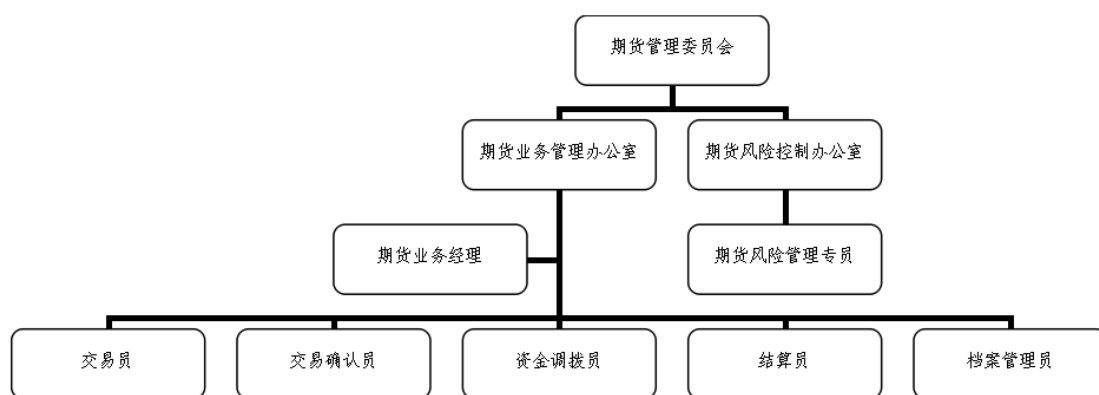 期货管理委员会
期货业务管理办公室
期货风险控制办公室
期货业务经理
期货风险管理专员
交易员
交易确认员
资金调拨员
结算员
档案管理员